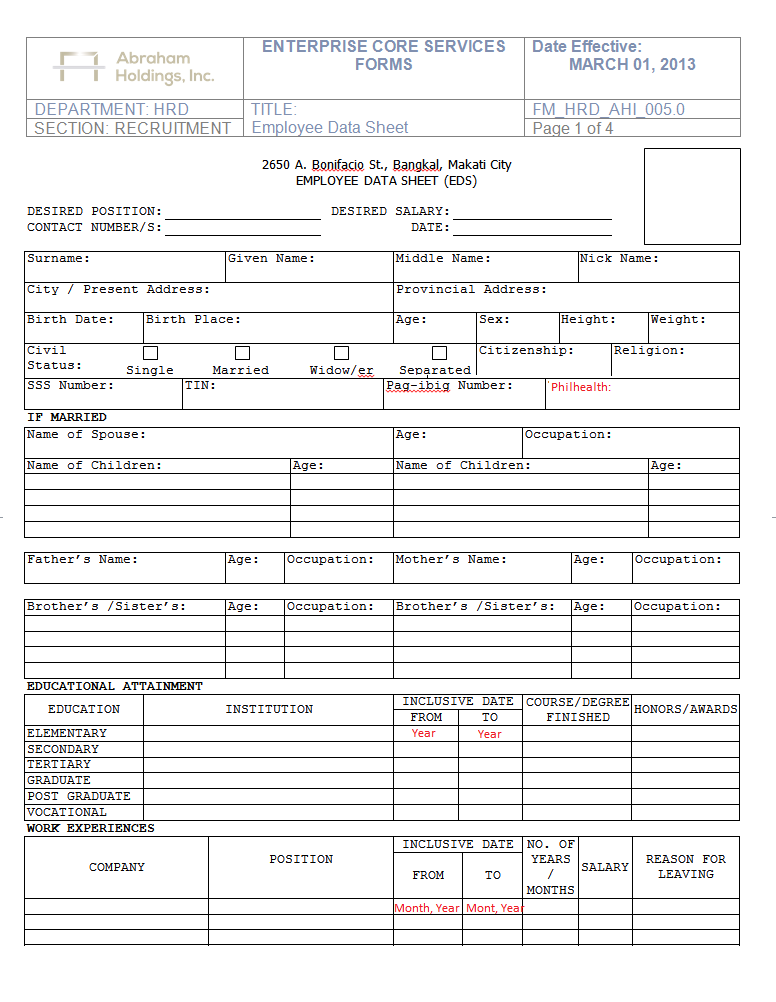 Abraham
Holdings, Inc.
ENTERPRISE CORE SERVICES
FORMS
Date Effective:
MARCH 01, 2013
DEPARTMENT: HRD
TITLE:
FM_HRD_AHI_005.0
SECTION: RECRUITMENT
Employee Data Sheet
Page 1 of 4
2650 A. Bonifacio St., Bangkal, Makati City
EMPLOYEE DATA SHEET (EDS)
DESIRED POSITION: DESIRED SALARY:
CONTACT NUMBER/S: DATE:
Surname: Given Name: Middle Name: Nick Name:
City / Present Address: Provincial Address:
Birth Date: Birth Place: Age: Sex: Height: Weight:
Civil Citizenship: Religion:
Status:
Single Married Widow/er Separated
SSS Number: TIN: Pag-ibig Number: Philhealth:
IF MARRIED
Name of Spouse: Age: Occupation:
Name of Children: Age: Name of Children: Age:
Father's Name: Age: Occupation: Mother's Name: Age: Occupation:
Brother's /Sister's: Age: Occupation: Brother's /Sister's: Age: Occupation:
EDUCATIONAL ATTAINMENT
EDUCATION INSTITUTION INCLUSIVE DATE COURSE/DEGREE HONORS/AWARDS
FROM TO FINISHED
ELEMENTARY Year Year
SECONDARY
TERTIARY
GRADUATE
POST GRADUATE
VOCATIONAL
WORK EXPERIENCES
COMPANY POSITION INCLUSIVE DATE NO. OF SALARY REASON FOR
FROM TO YEARS LEAVING
/
MONTHS
Month, Year Mont, Year